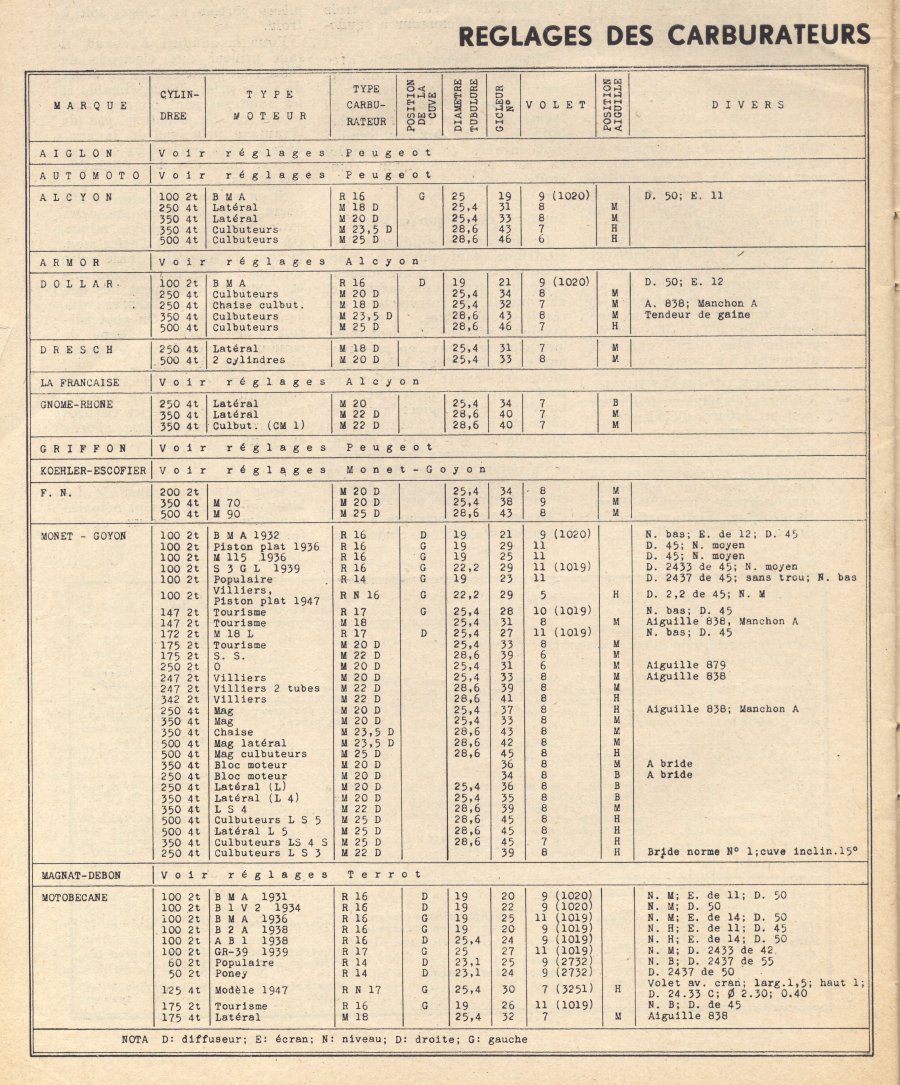 REGLAGES DES CARBURATEURS
MARQUE CYLIN-DREE TYPE MOTEUR TYPE CARBU-RATEUR POSITION DE LA CUVE DIAMETRE TUBULURE GICLEUR N° VOLET POSITION AIGUILLE DIVERS
AIGLON Voir réglages Peugeot
AUTOMOTO Voir réglages Peugeot
ALCYON 100 2t B M A R 16 G 25 19 9 (1020) D. 50; E. 11
250 4t Latéral M 18 D 25,4 31 8 M
350 4t Latéral M 20 D 25,4 33 8 M
350 4t Culbuteurs M 23,5 D 28,6 43 7 H
500 4t Culbuteurs M 25 D 28,6 46 6 H
ARMOR Voir réglages Alcyon
DOLLAR 100 2t B M A R 16 D 19 21 9 (1020) D. 50; E. 12
250 4t Culbuteurs M 20 D 25,4 34 8 M
250 4t Chaise culbut. M 18 D 25,4 32 7 M A. 838; Manchon A
350 4t Culbuteurs M 23,5 D 28,6 43 8 M Tendeur de gaine
500 4t Culbuteurs M 25 D 28,6 46 7 H
DRESCH 250 4t Latéral M 18 D 25,4 31 7 M
500 4t 2 cylindres M 20 D 25,4 33 8 M
LA FRANCAISE Voir réglages Alcyon
GNOME-RHONE 250 4t Latéral M 20 25,4 34 7 B
350 4t Latéral M 22 D 28,6 40 7 M
350 4t Culbut. (CM 1) M 22 D 28,6 40 7 M
GRIFFON Voir réglages Peugeot
KOEHLER-ESCOFIER Voir réglages Monet-Goyon
F. N. 200 2t M 20 D 25,4 34 8 M
350 4t M 70 M 20 D 25,4 38 9 M
500 4t M 90 M 25 D 28,6 43 8 M
MONET - GOYON 100 2t B M A 1932 R 16 D 19 21 9 (1020) N. bas; E. de 12; D. 45
100 2t Piston plat 1936 R 16 G 19 29 11 D. 45; N. moyen
100 2t M 115 1936 R 16 G 19 25 11 D. 45; N. moyen
100 2t S 3 G L 1939 R 16 G 22,2 29 11 (1019) D. 2433 de 45; N. moyen
100 2t Populaire R 14 G 19 23 11 D. 2437 de 45; sans trou; N. bas
100 2t Villiers, Piston plat 1947 R N 16 G 22,2 29 5 H D. 2,2 de 45; N. M
147 2t Tourisme R 17 G 25,4 28 10 (1019) N. bas; D. 45
147 2t Tourisme M 18 25,4 31 8 M Aiguille 838, Manchon A
172 2t M 18 L R 17 D 25,4 27 11 (1019) N. bas; D. 45
175 2t Tourisme M 20 D 25,4 33 8 M
175 2t S. S. M 22 D 28,6 39 6 M
250 2t O M 20 D 25,4 31 6 M Aiguille 879
247 2t Villiers M 20 D 25,4 33 8 M Aiguille 838
247 2t Villiers 2 tubes M 22 D 28,6 39 8 M
342 2t Villiers M 22 D 28,6 41 8 H
250 4t Mag M 20 D 25,4 37 8 H Aiguille 838; Manchon A
350 4t Mag M 20 D 25,4 33 8 M
350 4t Chaise M 23,5 D 28,6 43 8 M
500 4t Mag latéral M 23,5 D 28,6 42 8 M
500 4t Mag culbuteurs M 25 D 28,6 45 8 H
350 4t Bloc moteur M 20 D 36 8 M A bride
250 4t Bloc moteur M 20 D 34 8 B A bride
250 4t Latéral (L) M 20 D 25,4 36 8 B
350 4t Latéral (L 4) M 20 D 25,4 35 8 B
350 4t L S 4 M 22 D 28,6 39 8 M
500 4t Culbuteurs L S 5 M 25 D 28,6 45 8 H
500 4t Latéral L 5 M 25 D 28,6 45 8 H
350 4t Culbuteurs LS 4 S M 25 D 28,6 45 7 H
250 4t Culbuteurs L S 3 M 22 D 39 8 H Bride norme N° 1;cuve inclin.15°
MAGNAT-DEBON Voir réglages Terrot
MOTOBECANE 100 2t B M A 1931 R 16 D 19 20 9 (1020) N. M; E. de 11; D. 50
100 2t B 1 V 2 1934 R 16 D 19 22 9 (1020) N. M; D. 50
100 2t B M A 1936 R 16 G 19 25 11 (1019) N. M; E. de 14; D. 50
100 2t B 2 A 1938 R 16 G 19 20 9 (1019) N. H; E. de 11; D. 45
100 2t A B 1 1938 R 16 D 25,4 24 9 (1019) N. H; E. de 14; D. 50
100 2t GR-39 1939 R 17 G 25 27 11 (1019) N. M; D. 2433 de 42
60 2t Populaire R 14 D 23,1 25 9 (2732) N. B; D. 2437 de 55
50 2t Poney R 14 D 23,1 24 9 (2732) D. 2437 de 50
125 4t Modèle 1947 R N 17 G 25,4 30 7 (3251) H Volet av. cran; larg.1,5; haut 1; D. 24.33 C; Ø 2.30; 0.40
175 2t Tourisme R 16 G 19 26 11 (1019) N. B; D. de 45
175 4t Latéral M 18 25,4 32 7 M Aiguille 838
NOTA D: diffuseur; E: écran; N: niveau; D: droite; G: gauche